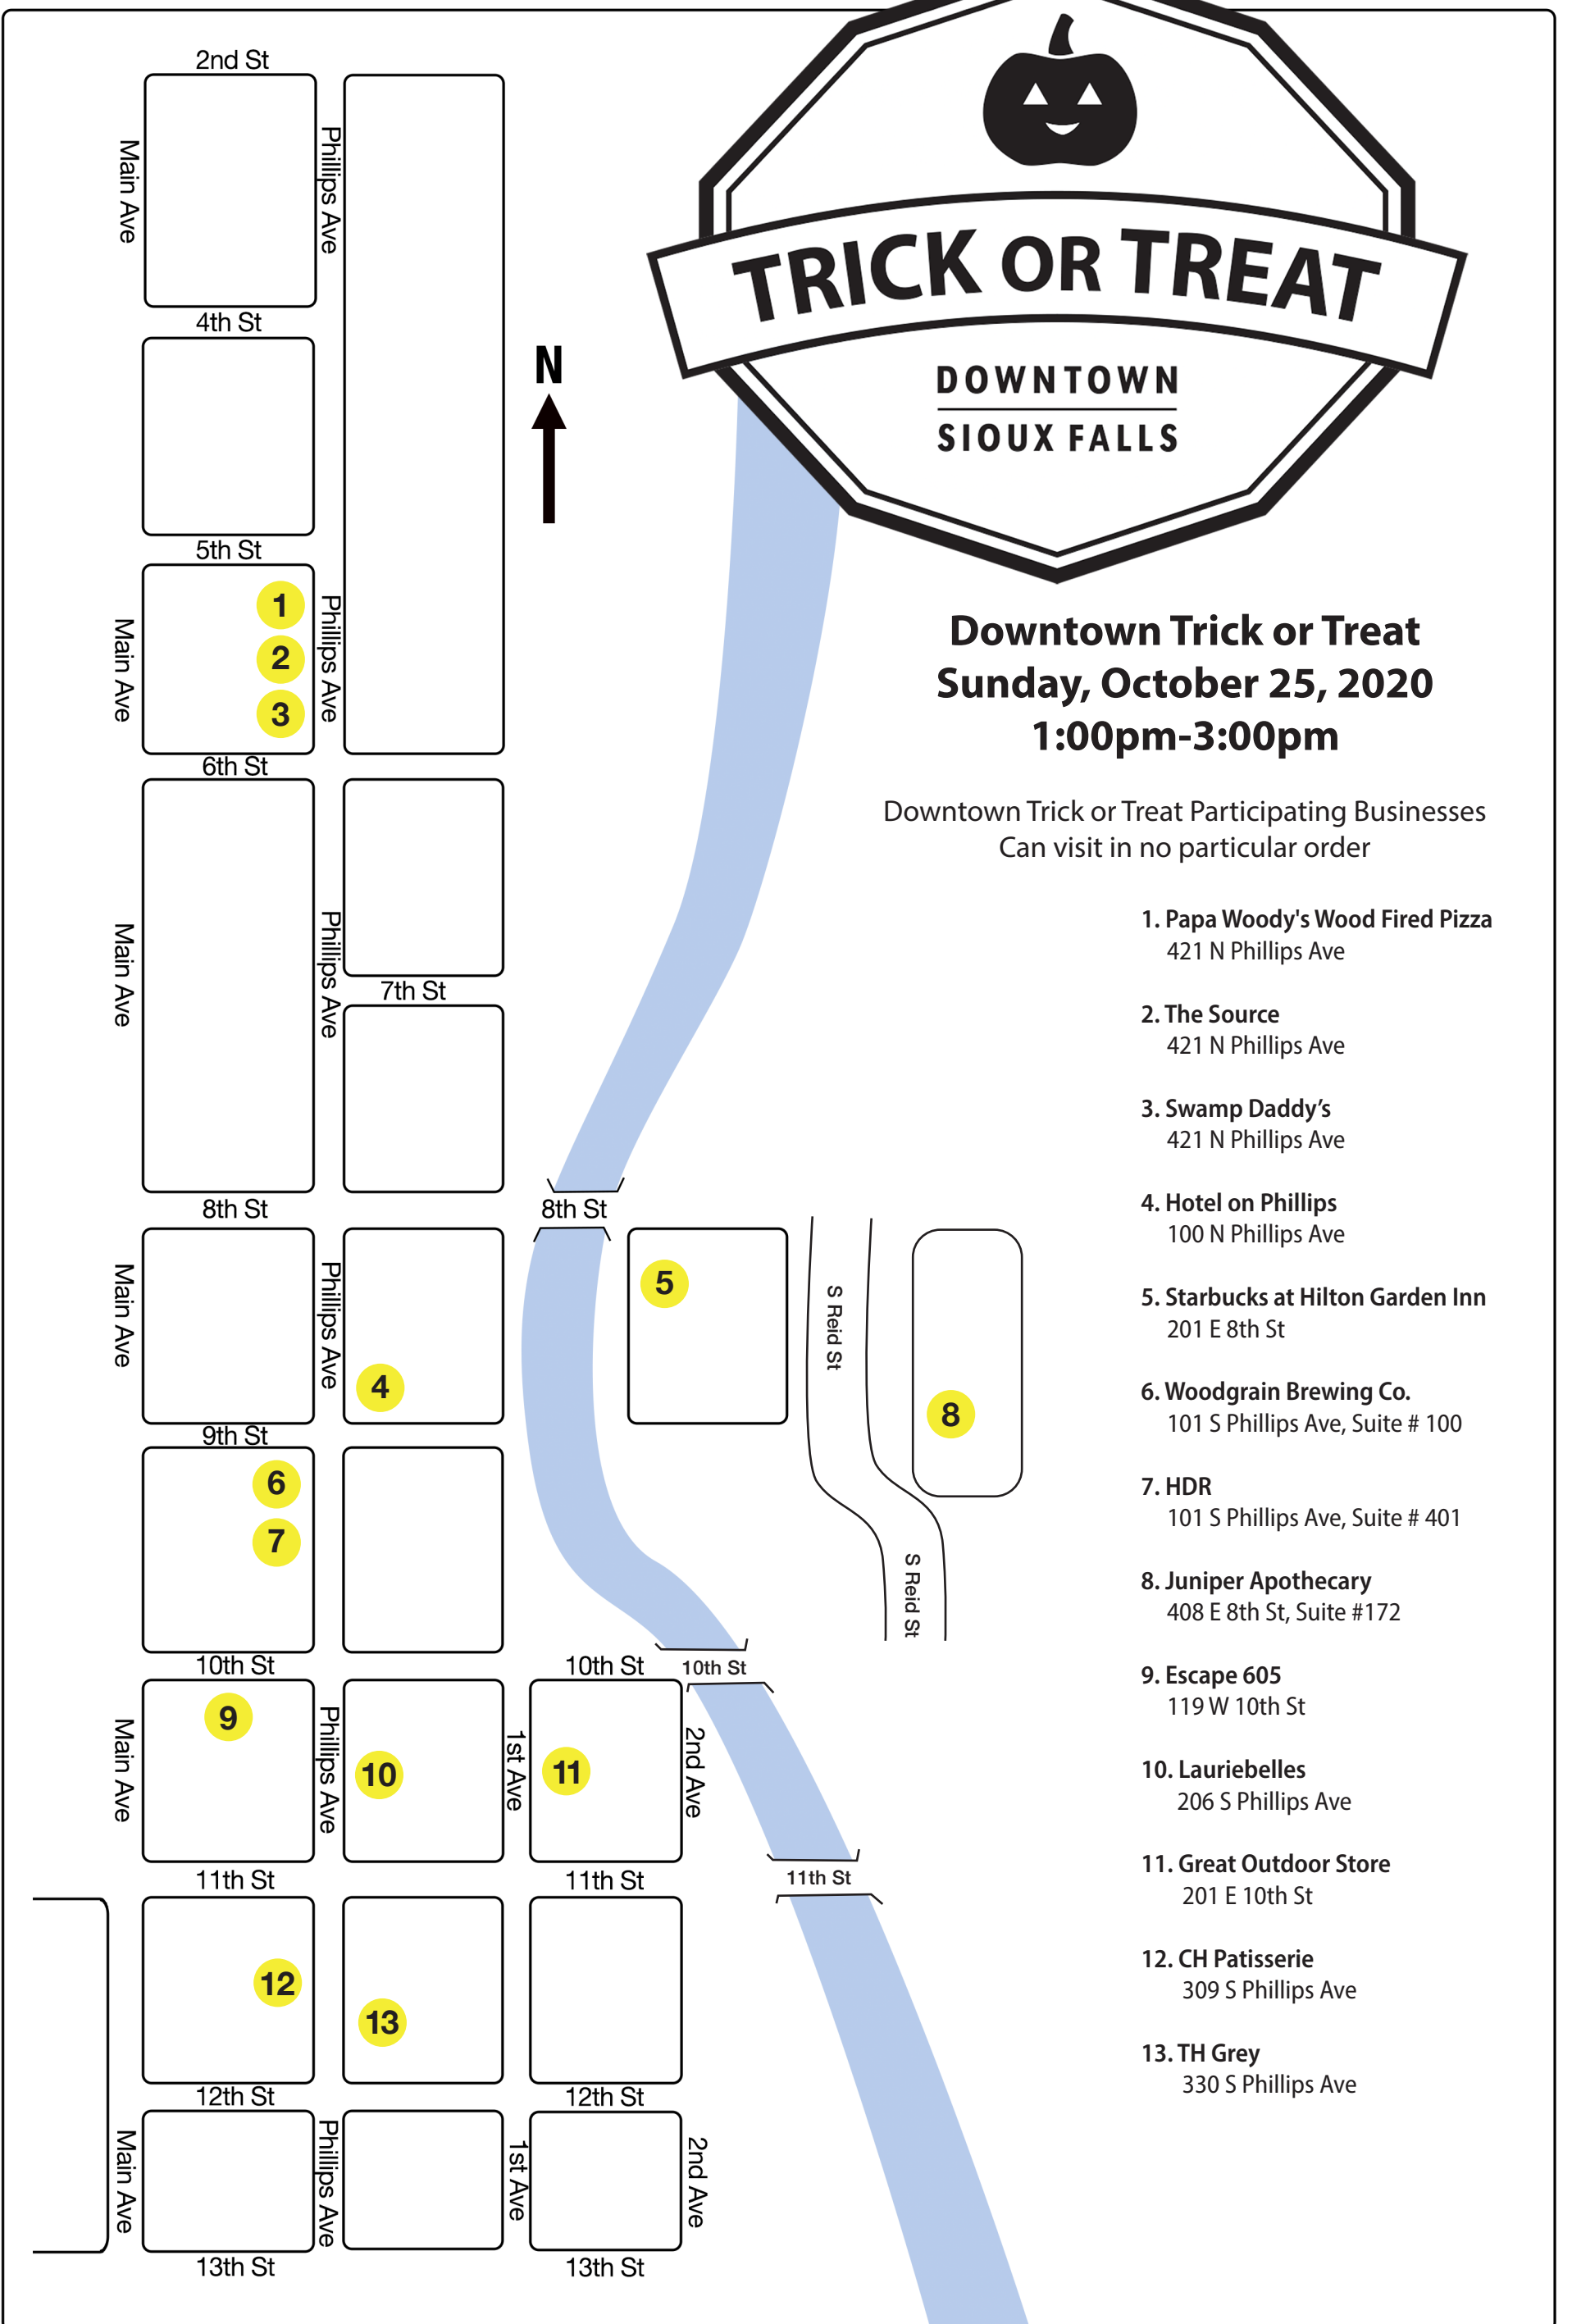 2nd St
Main Ave
Phillips Ave
4th St
N
TRICK OR TREAT
DOWNTOWN
SIOUX FALLS
5th St
1
2
3
Main Ave
Phillips Ave
6th St
Downtown Trick or Treat
Sunday, October 25, 2020
1:00pm-3:00pm
Downtown Trick or Treat Participating Businesses
Can visit in no particular order
Main Ave
Phillips Ave
7th St
8th St
8th St
Main Ave
Phillips Ave
4
5
S Reid St
8
9th St
6
7
S Reid St
10th St
10th St
10th St
Main Ave
9
Phillips Ave
10
1st Ave
11
2nd Ave
11th St
11th St
11th St
12
13
12th St
12th St
Main Ave
Phillips Ave
1st Ave
2nd Ave
13th St
13th St
1. Papa Woody's Wood Fired Pizza
421 N Phillips Ave
2. The Source
421 N Phillips Ave
3. Swamp Daddy’s
421 N Phillips Ave
4. Hotel on Phillips
100 N Phillips Ave
5. Starbucks at Hilton Garden Inn
201 E 8th St
6. Woodgrain Brewing Co.
101 S Phillips Ave, Suite # 100
7. HDR
101 S Phillips Ave, Suite # 401
8. Juniper Apothecary
408 E 8th St, Suite #172
9. Escape 605
119 W 10th St
10. Lauriebelles
206 S Phillips Ave
11. Great Outdoor Store
201 E 10th St
12. CH Patisserie
309 S Phillips Ave
13. TH Grey
330 S Phillips Ave